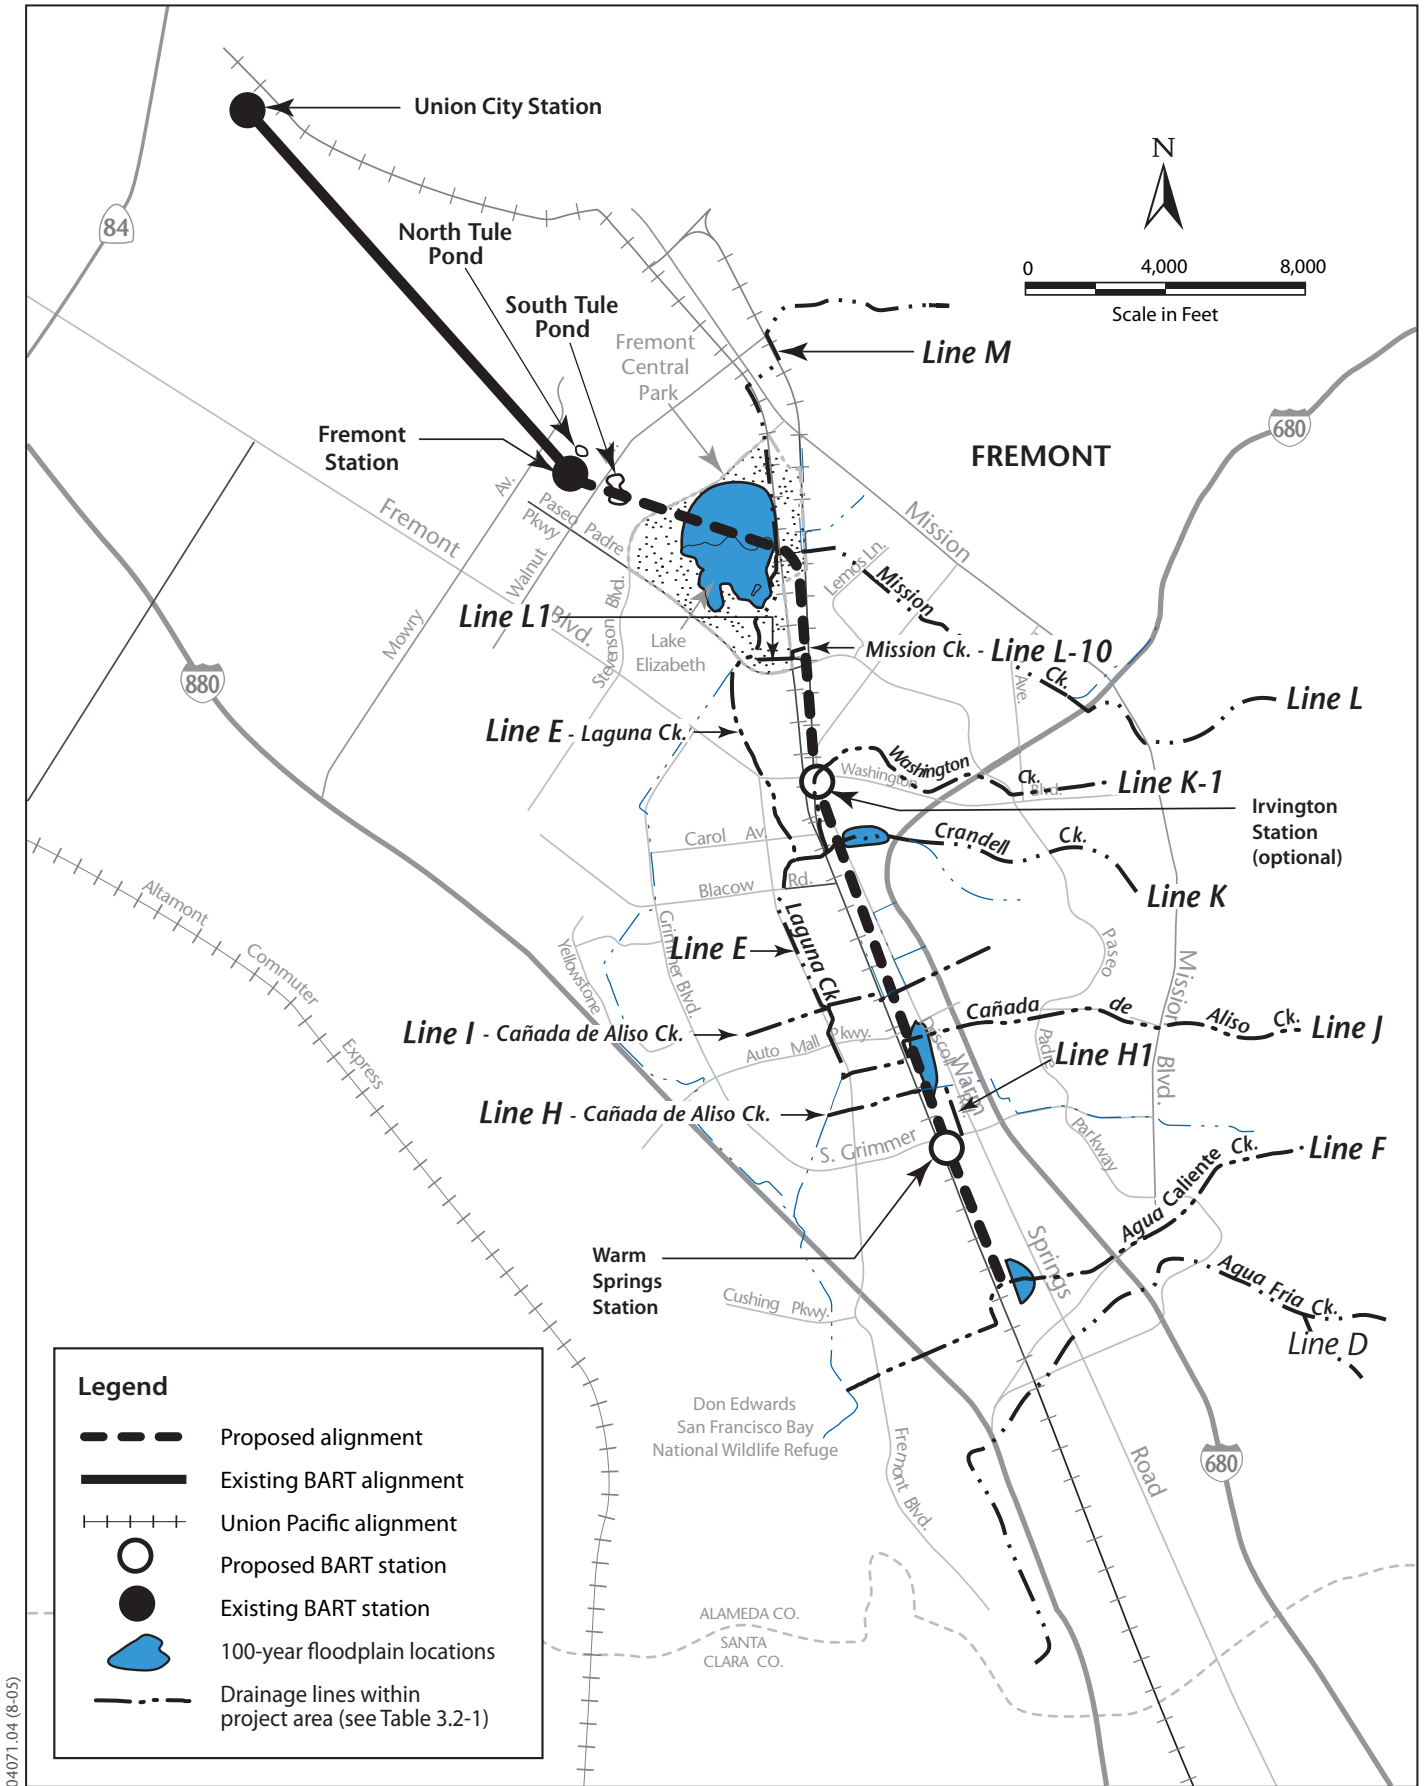 Union City Station
84
North Tule
Pond
South Tule
Pond
Fremont
Central
Park
N
0 4,000 8,000
Scale in Feet
Line M
680
FREMONT
Fremont
Station
Av.
Paseo Padre
Pkwy
Fremont
Blvd.
Walnut
Mowry
Stevenson Blvd.
Mission
Lemos Ln.
Mission
Ck.
Line L1
Lake
Elizabeth
Mission Ck. - Line L-10
Ave.
Line L
880
Line E - Laguna Ck.
Washington
Ck.
Washington
Blvd.
Line K-1
Irvington
Station
(optional)
Carol Av.
Crandell Ck.
Line K
Blacow Rd.
Altamont
Commuter
Express
Yellowstone
Grimmer Blvd.
Line E
Laguna Ck.
Paseo
Padre
Parkway
Mission
Blvd.
Cañada de Aliso Ck.
Line J
Line I - Cañada de Aliso Ck.
Auto Mall Pkwy.
Driscoll Rd.
Warm
Springs
Road
Line H1
Line H - Cañada de Aliso Ck.
S. Grimmer
Agua Caliente Ck.
Line F
Warm
Springs
Station
Cushing Pkwy.
Aqua Fria Ck.
Line D
Don Edwards
San Francisco Bay
National Wildlife Refuge
Fremont Blvd.
680
ALAMEDA CO.
SANTA
CLARA CO.
Legend
Proposed alignment
Existing BART alignment
Union Pacific alignment
Proposed BART station
Existing BART station
100-year floodplain locations
Drainage lines within
project area (see Table 3.2-1)
04071.04 (8-05)